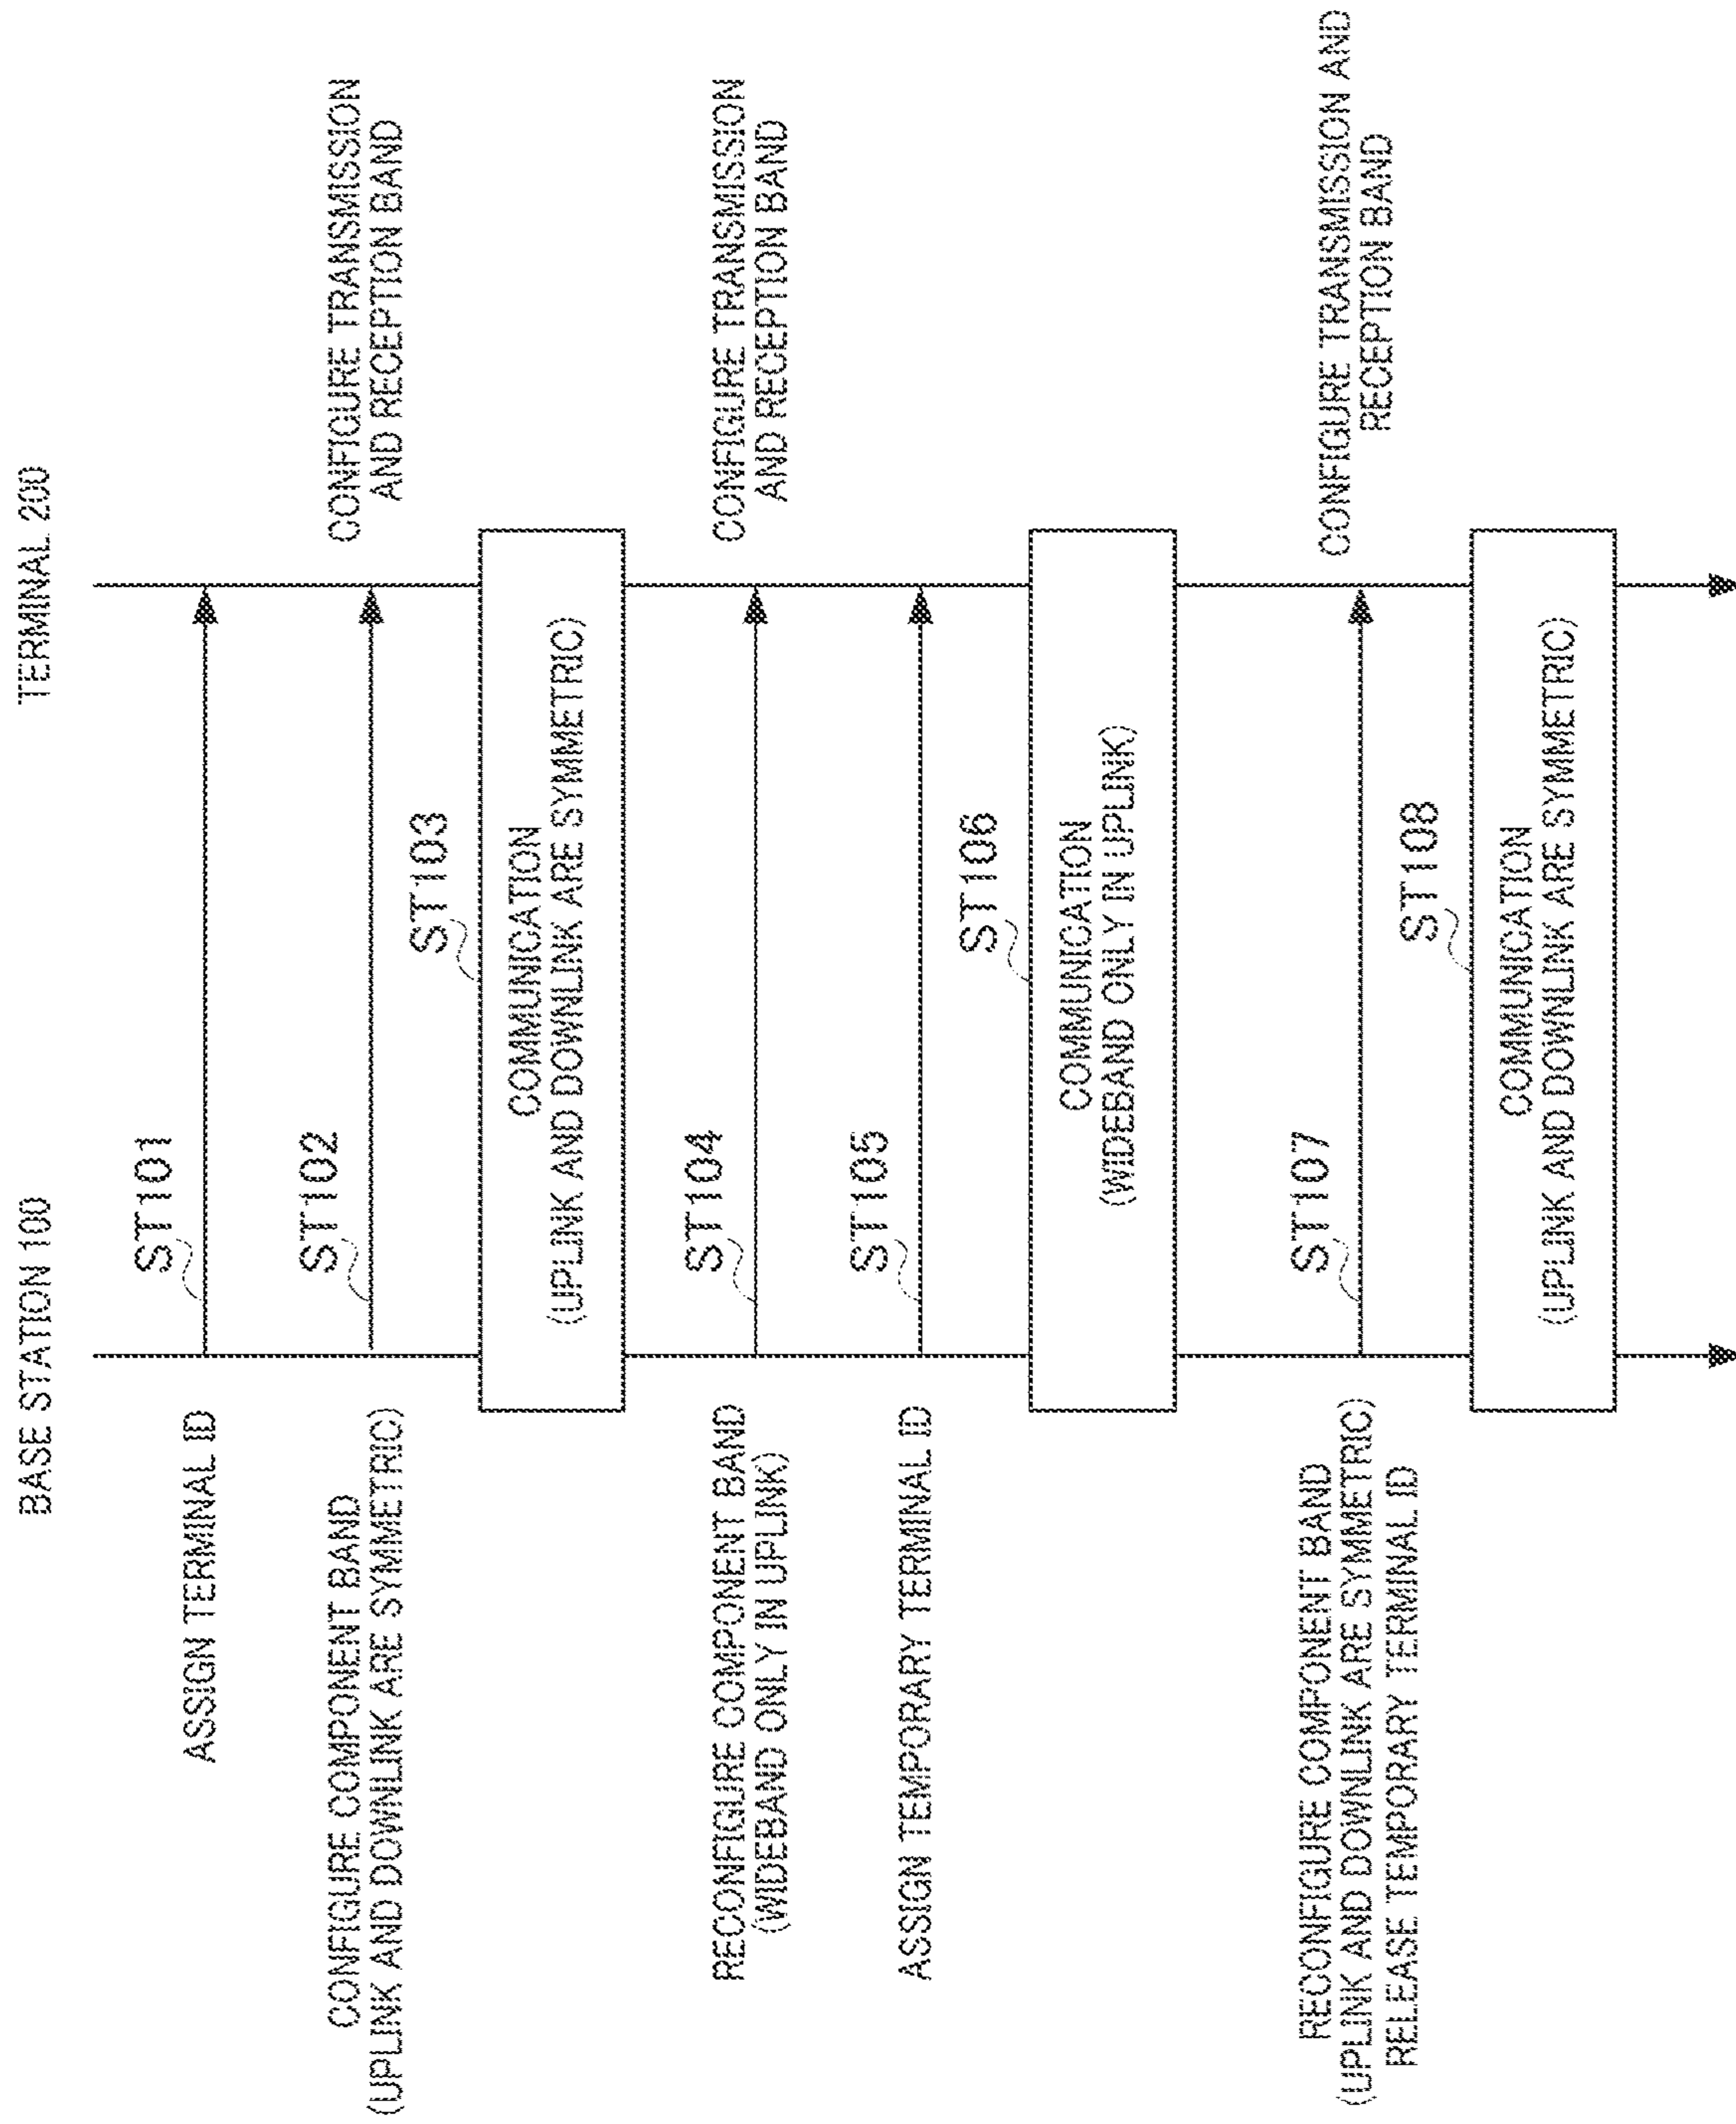 BASE STATION 100
TERMINAL 200
ASSIGN TERMINAL ID
ST101
CONFIGURE COMPONENT BAND
(UPLINK AND DOWNLINK ARE SYMMETRIC)
ST102
CONFIGURE TRANSMISSION
AND RECEPTION BAND
ST103
COMMUNICATION
(UPLINK AND DOWNLINK ARE SYMMETRIC)
RECONFIGURE COMPONENT BAND
(WIDEBAND ONLY IN UPLINK)
ST104
CONFIGURE TRANSMISSION
AND RECEPTION BAND
ASSIGN TEMPORARY TERMINAL ID
ST105
ST106
COMMUNICATION
(WIDEBAND ONLY IN UPLINK)
RECONFIGURE COMPONENT BAND
(UPLINK AND DOWNLINK ARE SYMMETRIC)
RELEASE TEMPORARY TERMINAL ID
ST107
CONFIGURE TRANSMISSION AND
RECEPTION BAND
ST108
COMMUNICATION
(UPLINK AND DOWNLINK ARE SYMMETRIC)